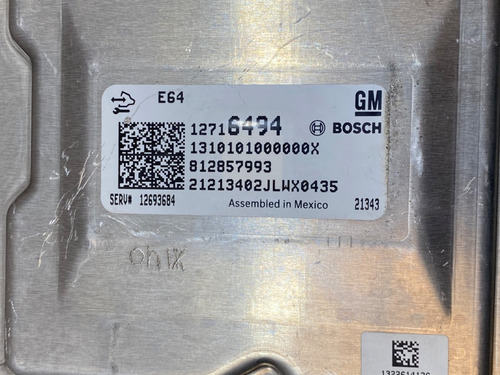 E64
GM
12716494
BOSCH
1310101000000X
812857993
21213402JLWX0435
SERV# 12693684
Assembled in Mexico
21343